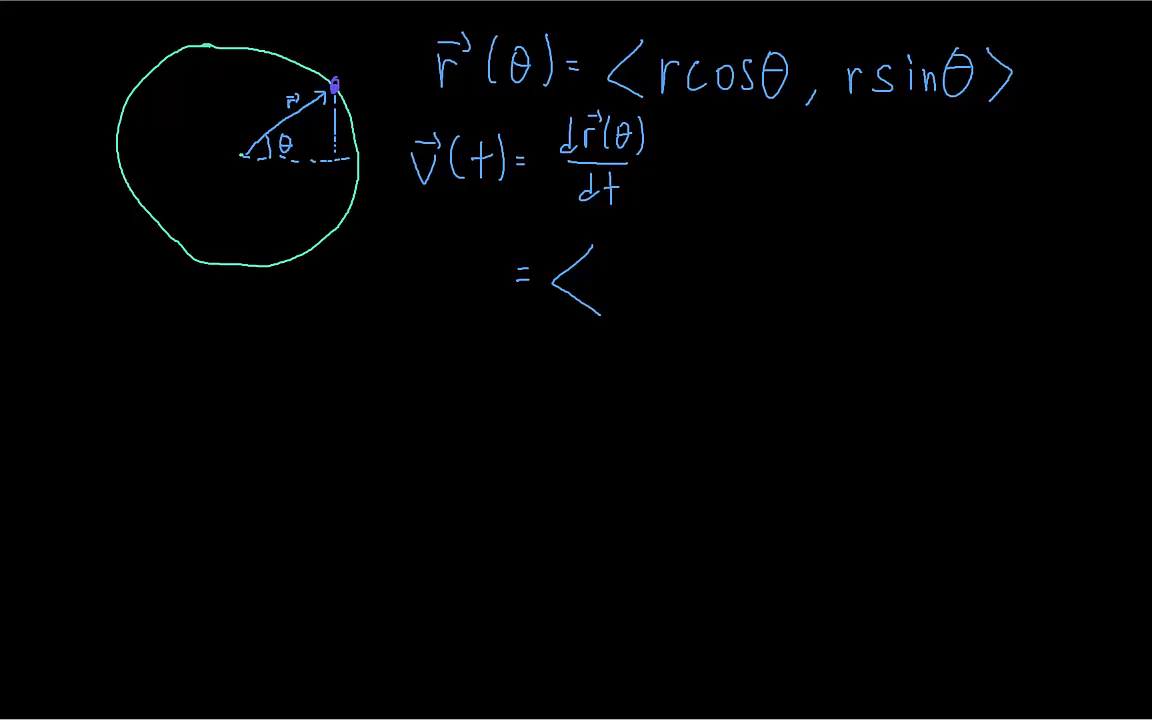 r⃗(θ) = <rcosθ, rsinθ>
r⃗
θ
v⃗(t) = dr⃗(θ)/dt
= <